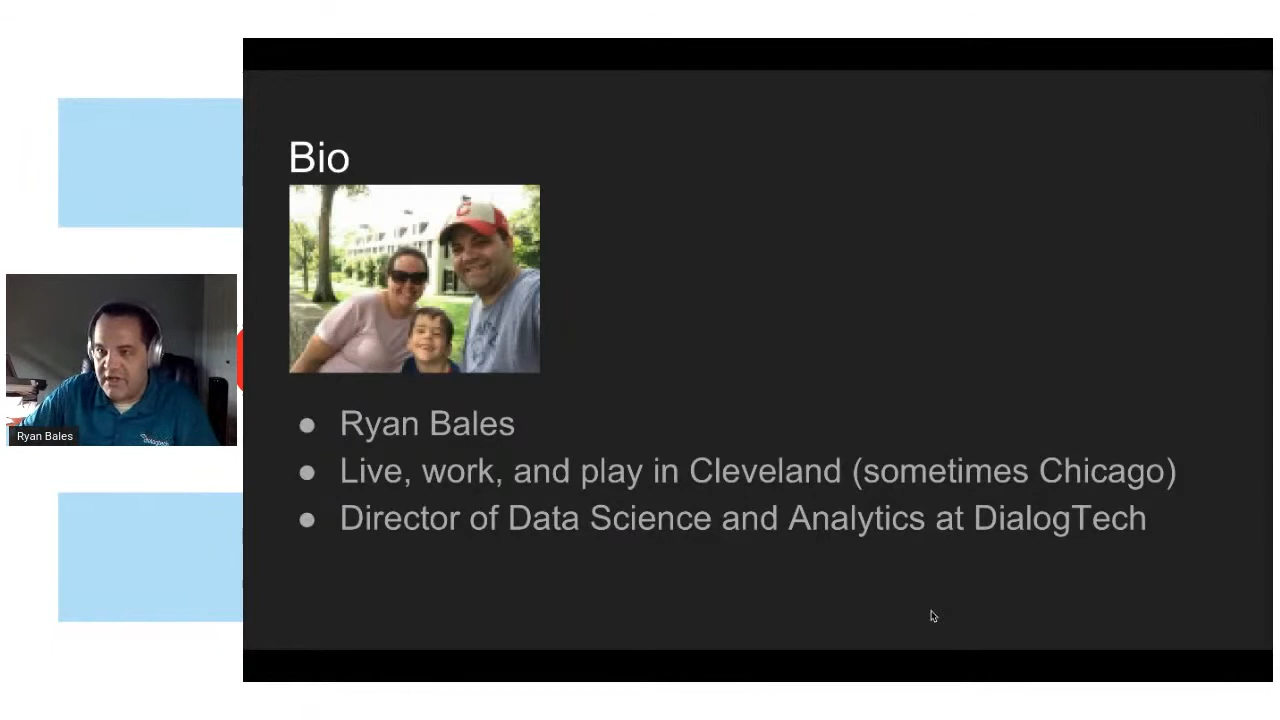 Bio
Ryan Bales
dialogtech
● Ryan Bales
● Live, work, and play in Cleveland (sometimes Chicago)
● Director of Data Science and Analytics at DialogTech